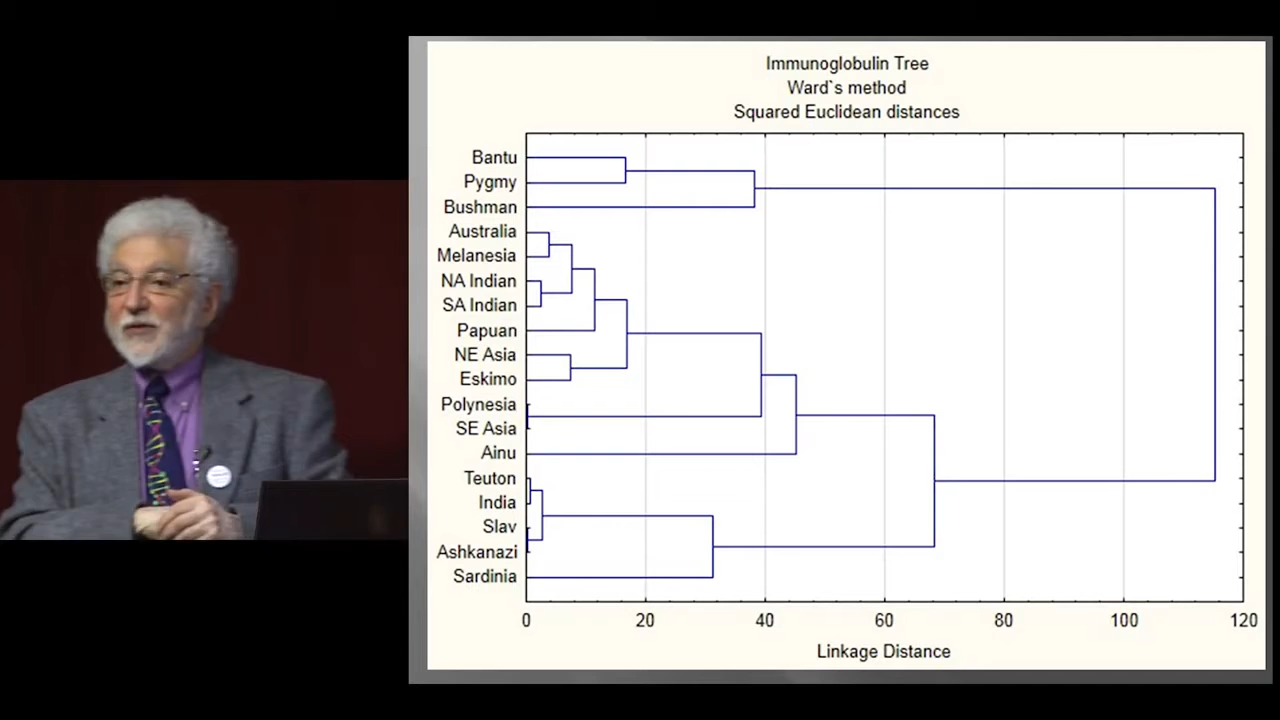 Immunoglobulin Tree
Ward`s method
Squared Euclidean distances
Bantu
Pygmy
Bushman
Australia
Melanesia
NA Indian
SA Indian
Papuan
NE Asia
Eskimo
Polynesia
SE Asia
Ainu
Teuton
India
Slav
Ashkanazi
Sardinia
0 20 40 60 80 100 120
Linkage Distance